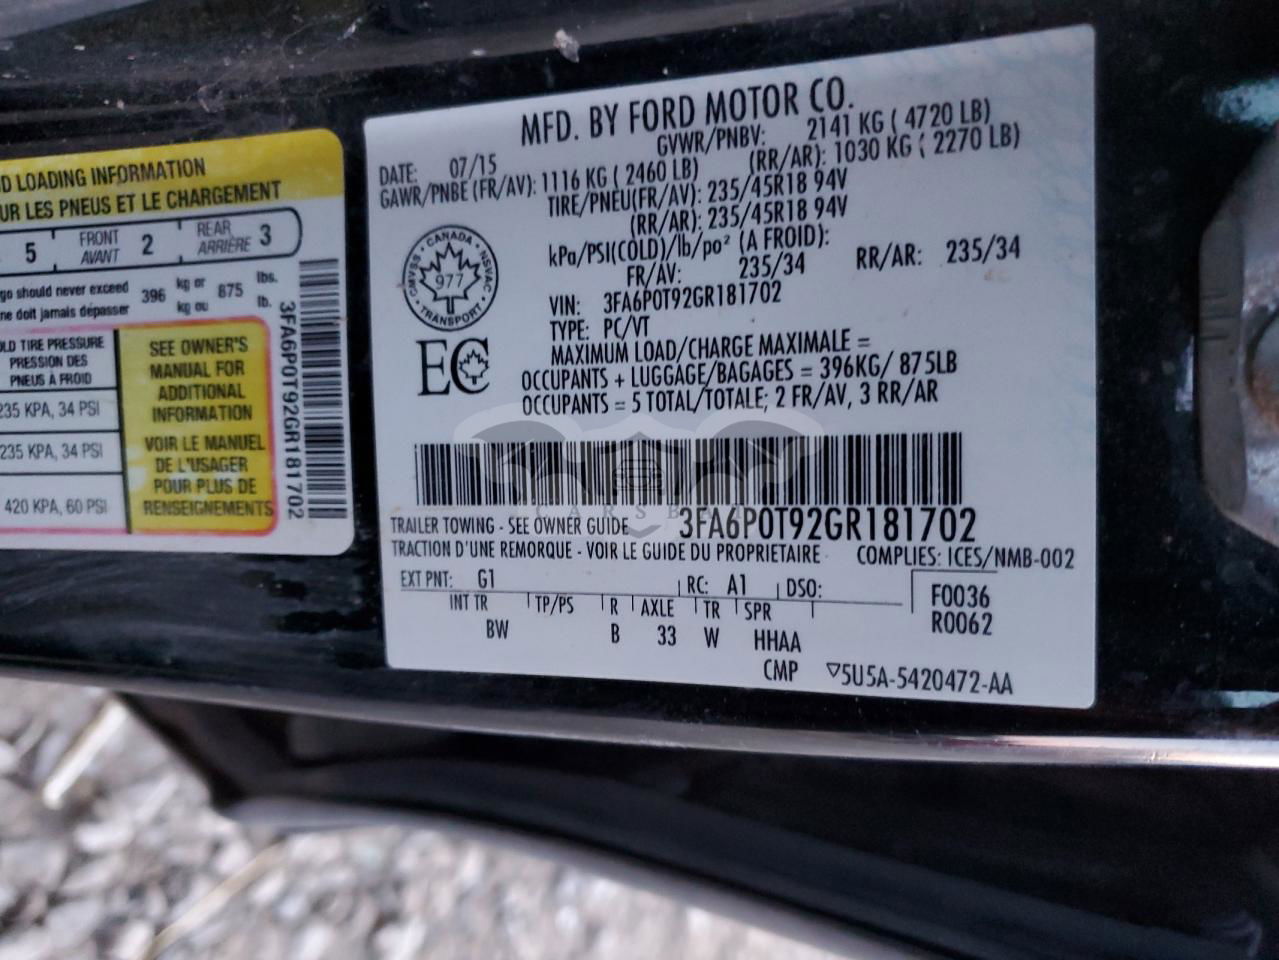 D LOADING INFORMATION
UR LES PNEUS ET LE CHARGEMENT
5 FRONT AVANT 2 REAR ARRIÈRE 3
go should never exceed 396 kg or 875 lbs.
ne doit jamais dépasser kg ou lb.
OLD TIRE PRESSURE
PRESSION DES
PNEUS À FROID
235 KPA, 34 PSI
235 KPA, 34 PSI
420 KPA, 60 PSI
SEE OWNER'S
MANUAL FOR
ADDITIONAL
INFORMATION
VOIR LE MANUEL
DE L'USAGER
POUR PLUS DE
RENSEIGNEMENTS
3FA6P0T92GR181702
MFD. BY FORD MOTOR CO.
DATE: 07/15 GVWR/PNBV: 2141 KG ( 4720 LB)
GAWR/PNBE (FR/AV): 1116 KG ( 2460 LB) (RR/AR): 1030 KG ( 2270 LB)
TIRE/PNEU(FR/AV): 235/45R18 94V
(RR/AR): 235/45R18 94V
kPa/PSI(COLD)/lb/po² (A FROID):
FR/AV: 235/34 RR/AR: 235/34
CANADA
CMVSS • NSVAC
977
TRANSPORT
EC
VIN: 3FA6P0T92GR181702
TYPE: PC/VT
MAXIMUM LOAD/CHARGE MAXIMALE =
OCCUPANTS + LUGGAGE/BAGAGES = 396KG/ 875LB
OCCUPANTS = 5 TOTAL/TOTALE; 2 FR/AV, 3 RR/AR
CARSBAT
TRAILER TOWING - SEE OWNER GUIDE 3FA6P0T92GR181702
TRACTION D'UNE REMORQUE - VOIR LE GUIDE DU PROPRIETAIRE COMPLIES: ICES/NMB-002
EXT PNT: G1 RC: A1 DSO:
INT TR TP/PS R AXLE TR SPR F0036
BW B 33 W HHAA R0062
CMP ▽5U5A-5420472-AA